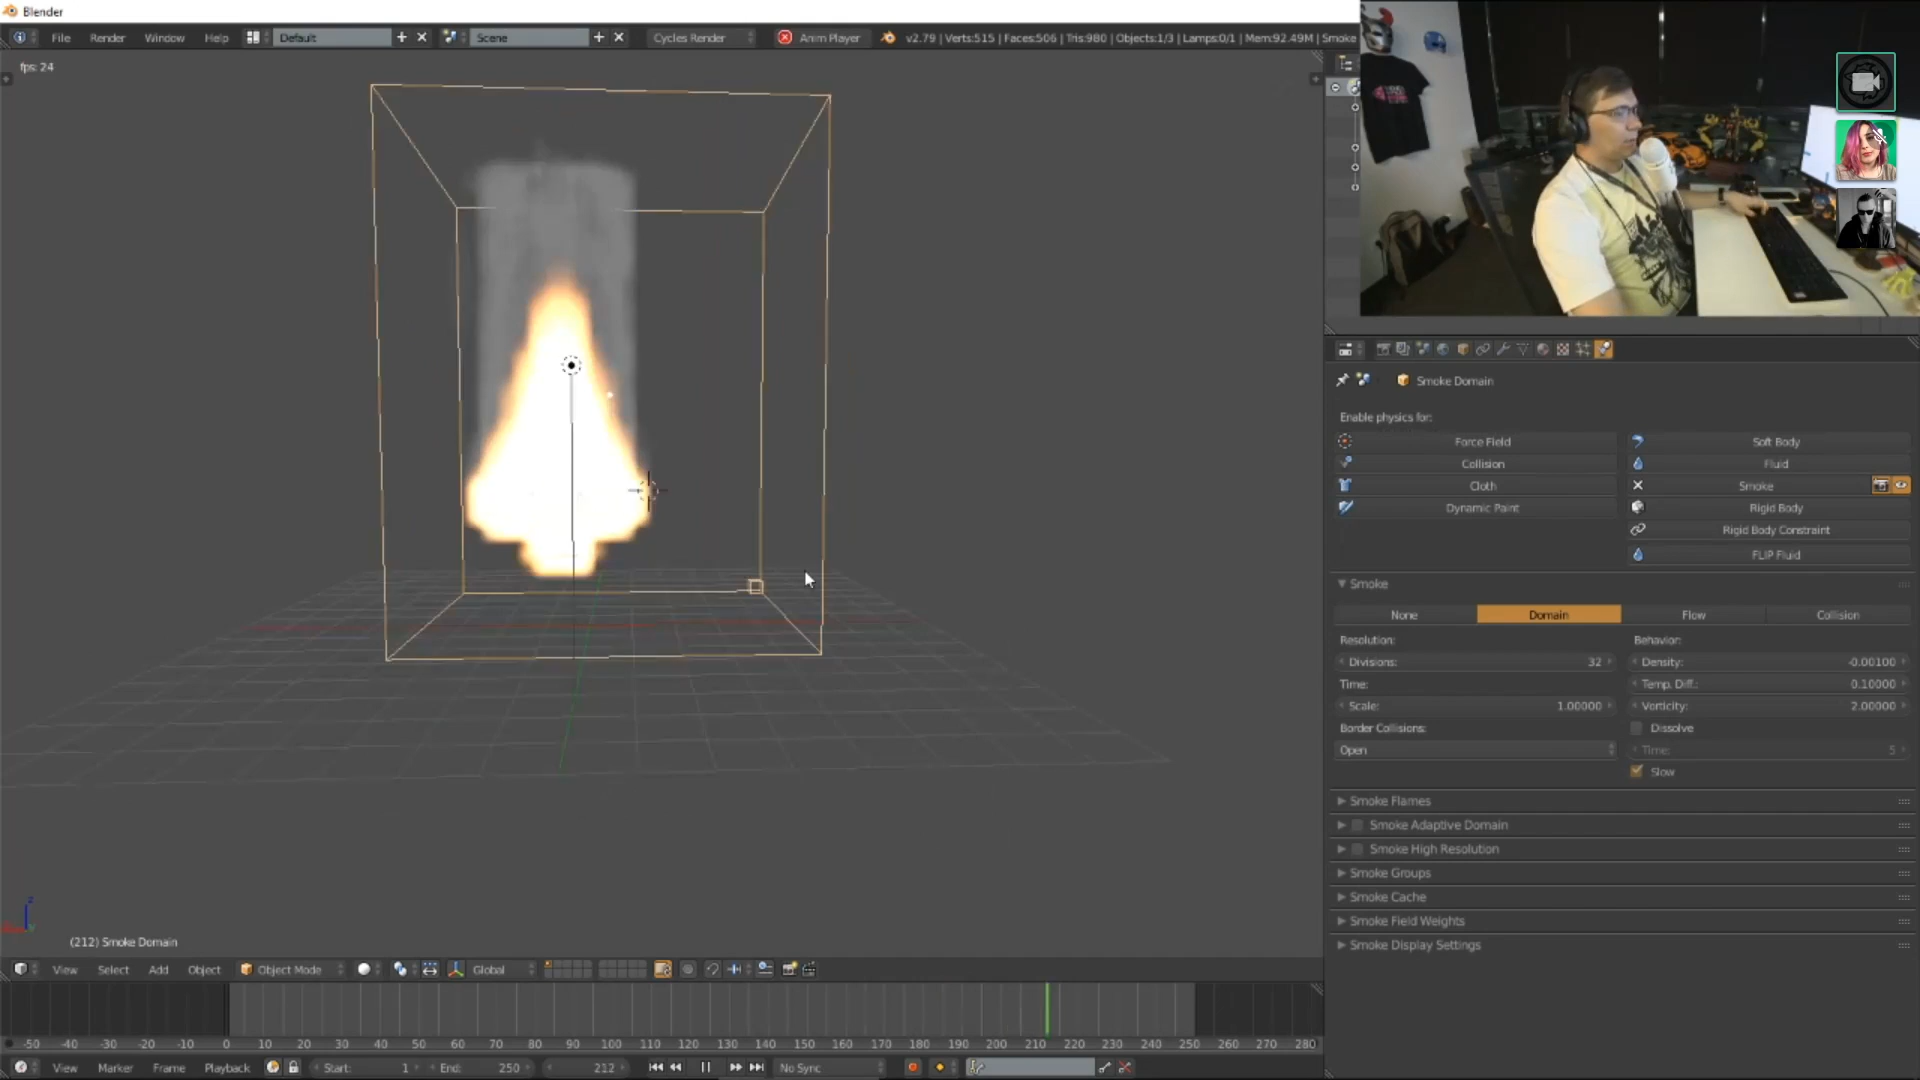 Blender
File Render Window Help Default Scene Cycles Render Anim Player v2.79 | Verts:515 | Faces:506 | Tris:980 | Objects:1/3 | Lamps:0/1 | Mem:92.49M | Smoke
fps: 24
Smoke Domain
Enable physics for:
Force Field Soft Body
Collision Fluid
Cloth Smoke
Dynamic Paint Rigid Body
Rigid Body Constraint
FLIP Fluid
Smoke
None Domain Flow Collision
Resolution: Behavior:
Divisions: 32 Density: -0.00100
Time: Temp. Diff.: 0.10000
Scale: 1.00000 Vorticity: 2.00000
Border Collisions: Dissolve
Open Time: 5
Slow
Smoke Flames
Smoke Adaptive Domain
Smoke High Resolution
Smoke Groups
Smoke Cache
Smoke Field Weights
Smoke Display Settings
z
(212) Smoke Domain
View Select Add Object Object Mode Global
-50 -40 -30 -20 -10 0 10 20 30 40 50 60 70 80 90 100 110 120 130 140 150 160 170 180 190 200 210 220 230 240 250 260 270 280
View Marker Frame Playback Start: 1 End: 250 212 No Sync